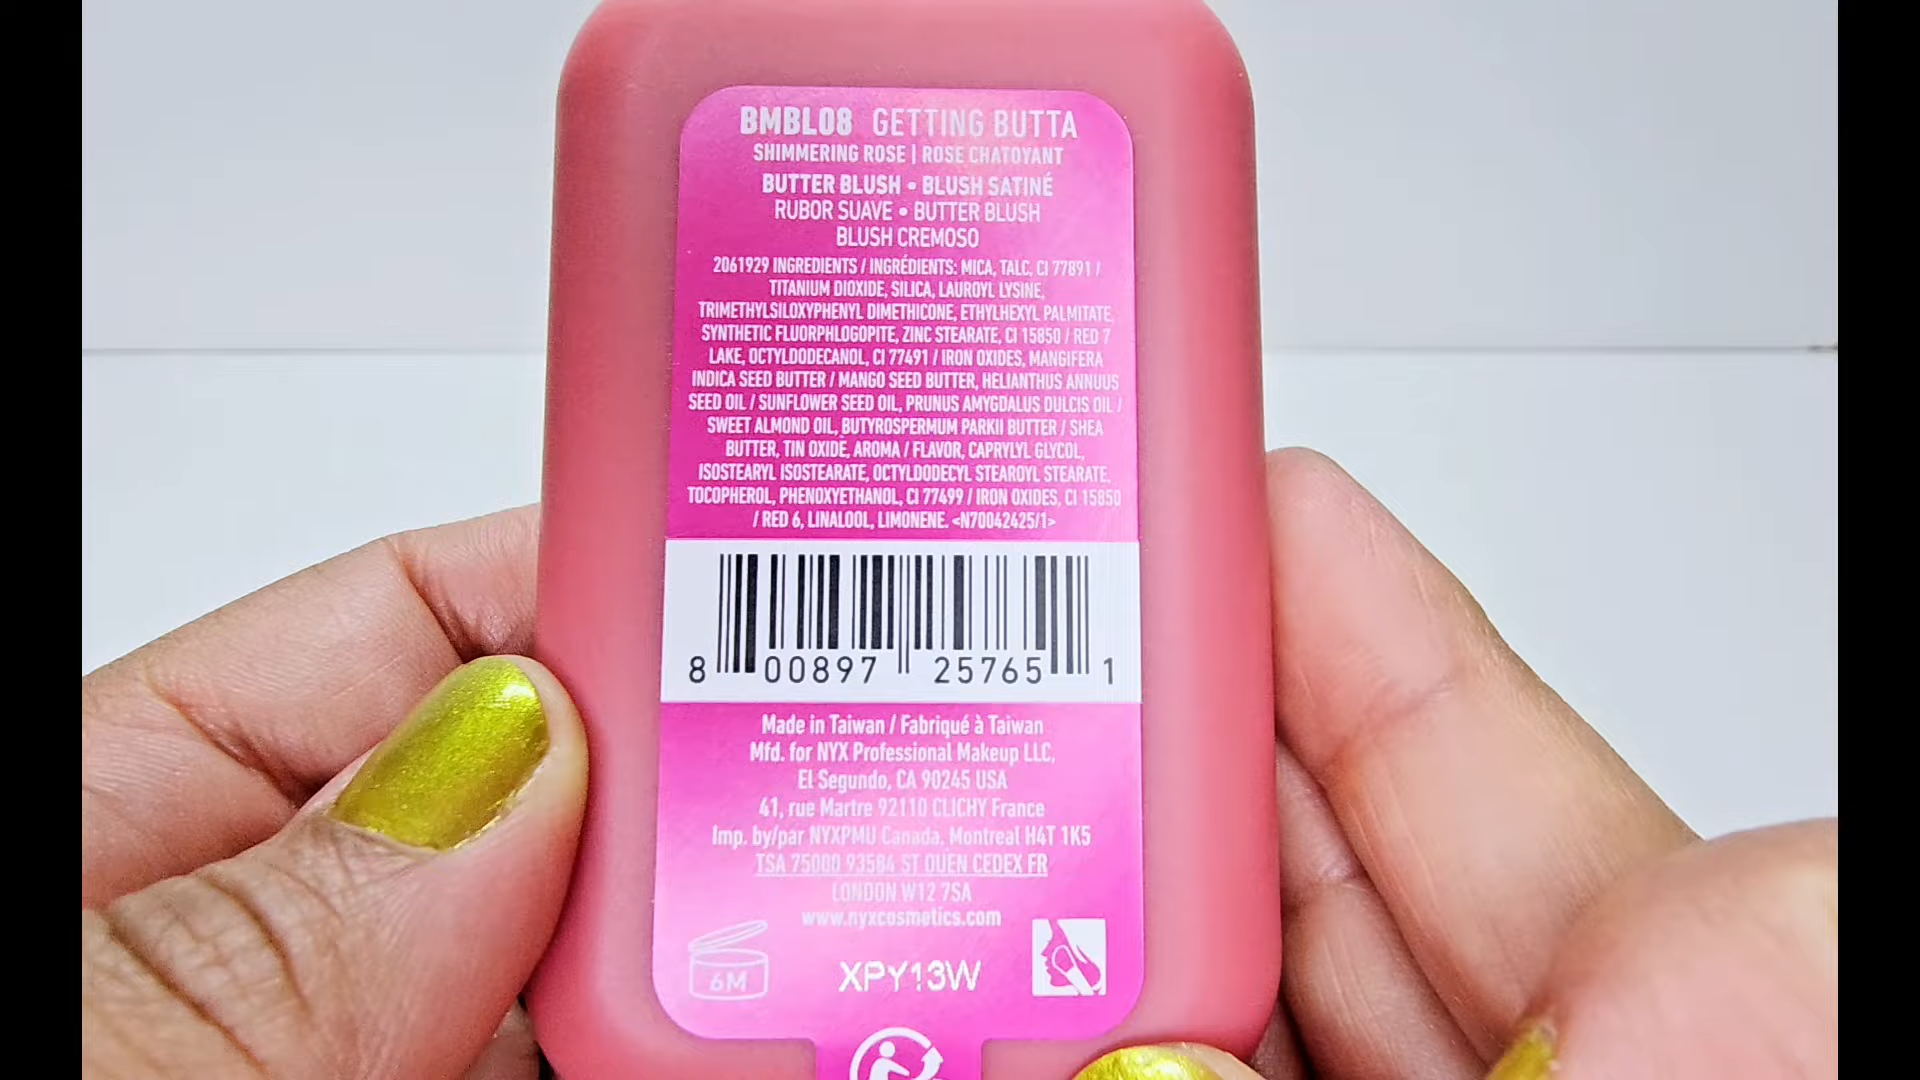 BMBL08 GETTING BUTTA
SHIMMERING ROSE | ROSE CHATOYANT
BUTTER BLUSH • BLUSH SATINÉ
RUBOR SUAVE • BUTTER BLUSH
BLUSH CREMOSO
2061929 INGREDIENTS / INGRÉDIENTS: MICA, TALC, CI 77891 /
TITANIUM DIOXIDE, SILICA, LAUROYL LYSINE,
TRIMETHYLSILOXYPHENYL DIMETHICONE, ETHYLHEXYL PALMITATE,
SYNTHETIC FLUORPHLOGOPITE, ZINC STEARATE, CI 15850 / RED 7
LAKE, OCTYLDODECANOL, CI 77491 / IRON OXIDES, MANGIFERA
INDICA SEED BUTTER / MANGO SEED BUTTER, HELIANTHUS ANNUUS
SEED OIL / SUNFLOWER SEED OIL, PRUNUS AMYGDALUS DULCIS OIL /
SWEET ALMOND OIL, BUTYROSPERMUM PARKII BUTTER / SHEA
BUTTER, TIN OXIDE, AROMA / FLAVOR, CAPRYLYL GLYCOL,
ISOSTEARYL ISOSTEARATE, OCTYLDODECYL STEAROYL STEARATE,
TOCOPHEROL, PHENOXYETHANOL, CI 77499 / IRON OXIDES, CI 15850
/ RED 6, LINALOOL, LIMONENE. <N70042425/1>
8 00897 25765 1
Made in Taiwan / Fabriqué à Taiwan
Mfd. for NYX Professional Makeup LLC,
El Segundo, CA 90245 USA
41, rue Martre 92110 CLICHY France
Imp. by/par NYXPMU Canada, Montreal H4T 1K5
TSA 75000 93584 ST OUEN CEDEX FR
LONDON W12 7SA
www.nyxcosmetics.com
6M
XPY13W